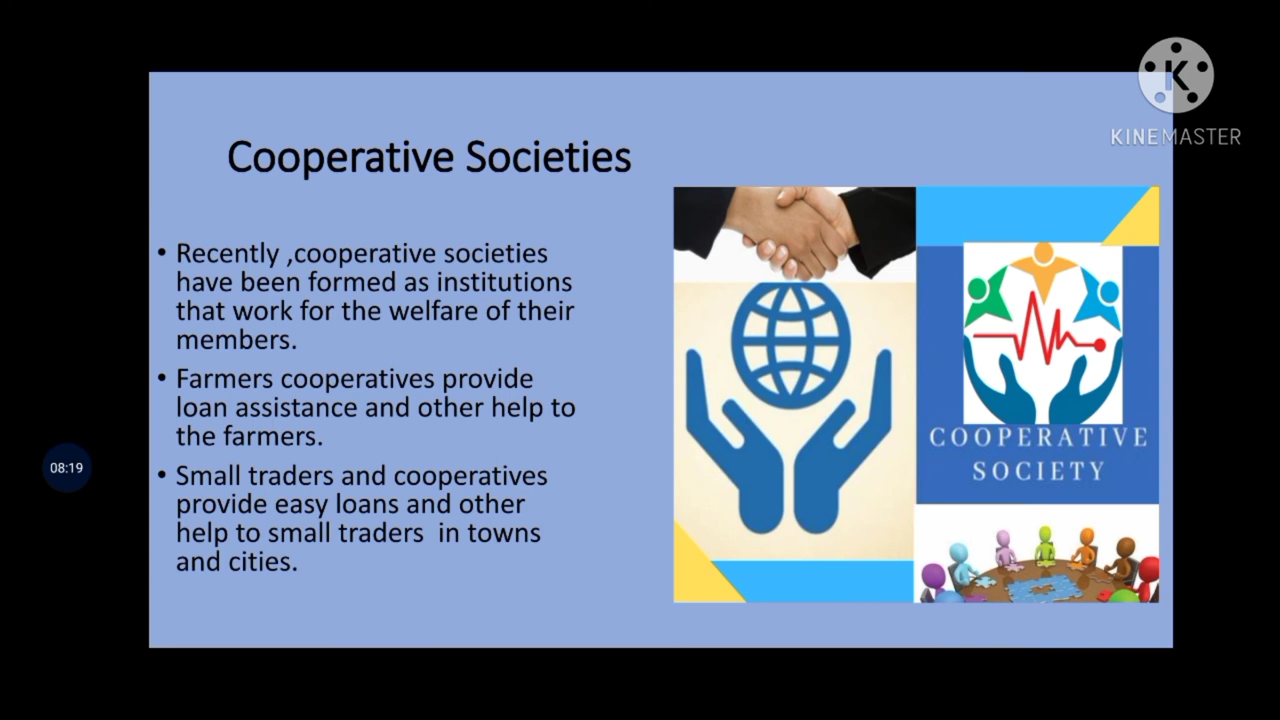 KINEMASTER
Cooperative Societies
• Recently ,cooperative societies
have been formed as institutions
that work for the welfare of their
members.
• Farmers cooperatives provide
loan assistance and other help to
the farmers.
• Small traders and cooperatives
provide easy loans and other
help to small traders  in towns
and cities.
COOPERATIVE
SOCIETY
08:19